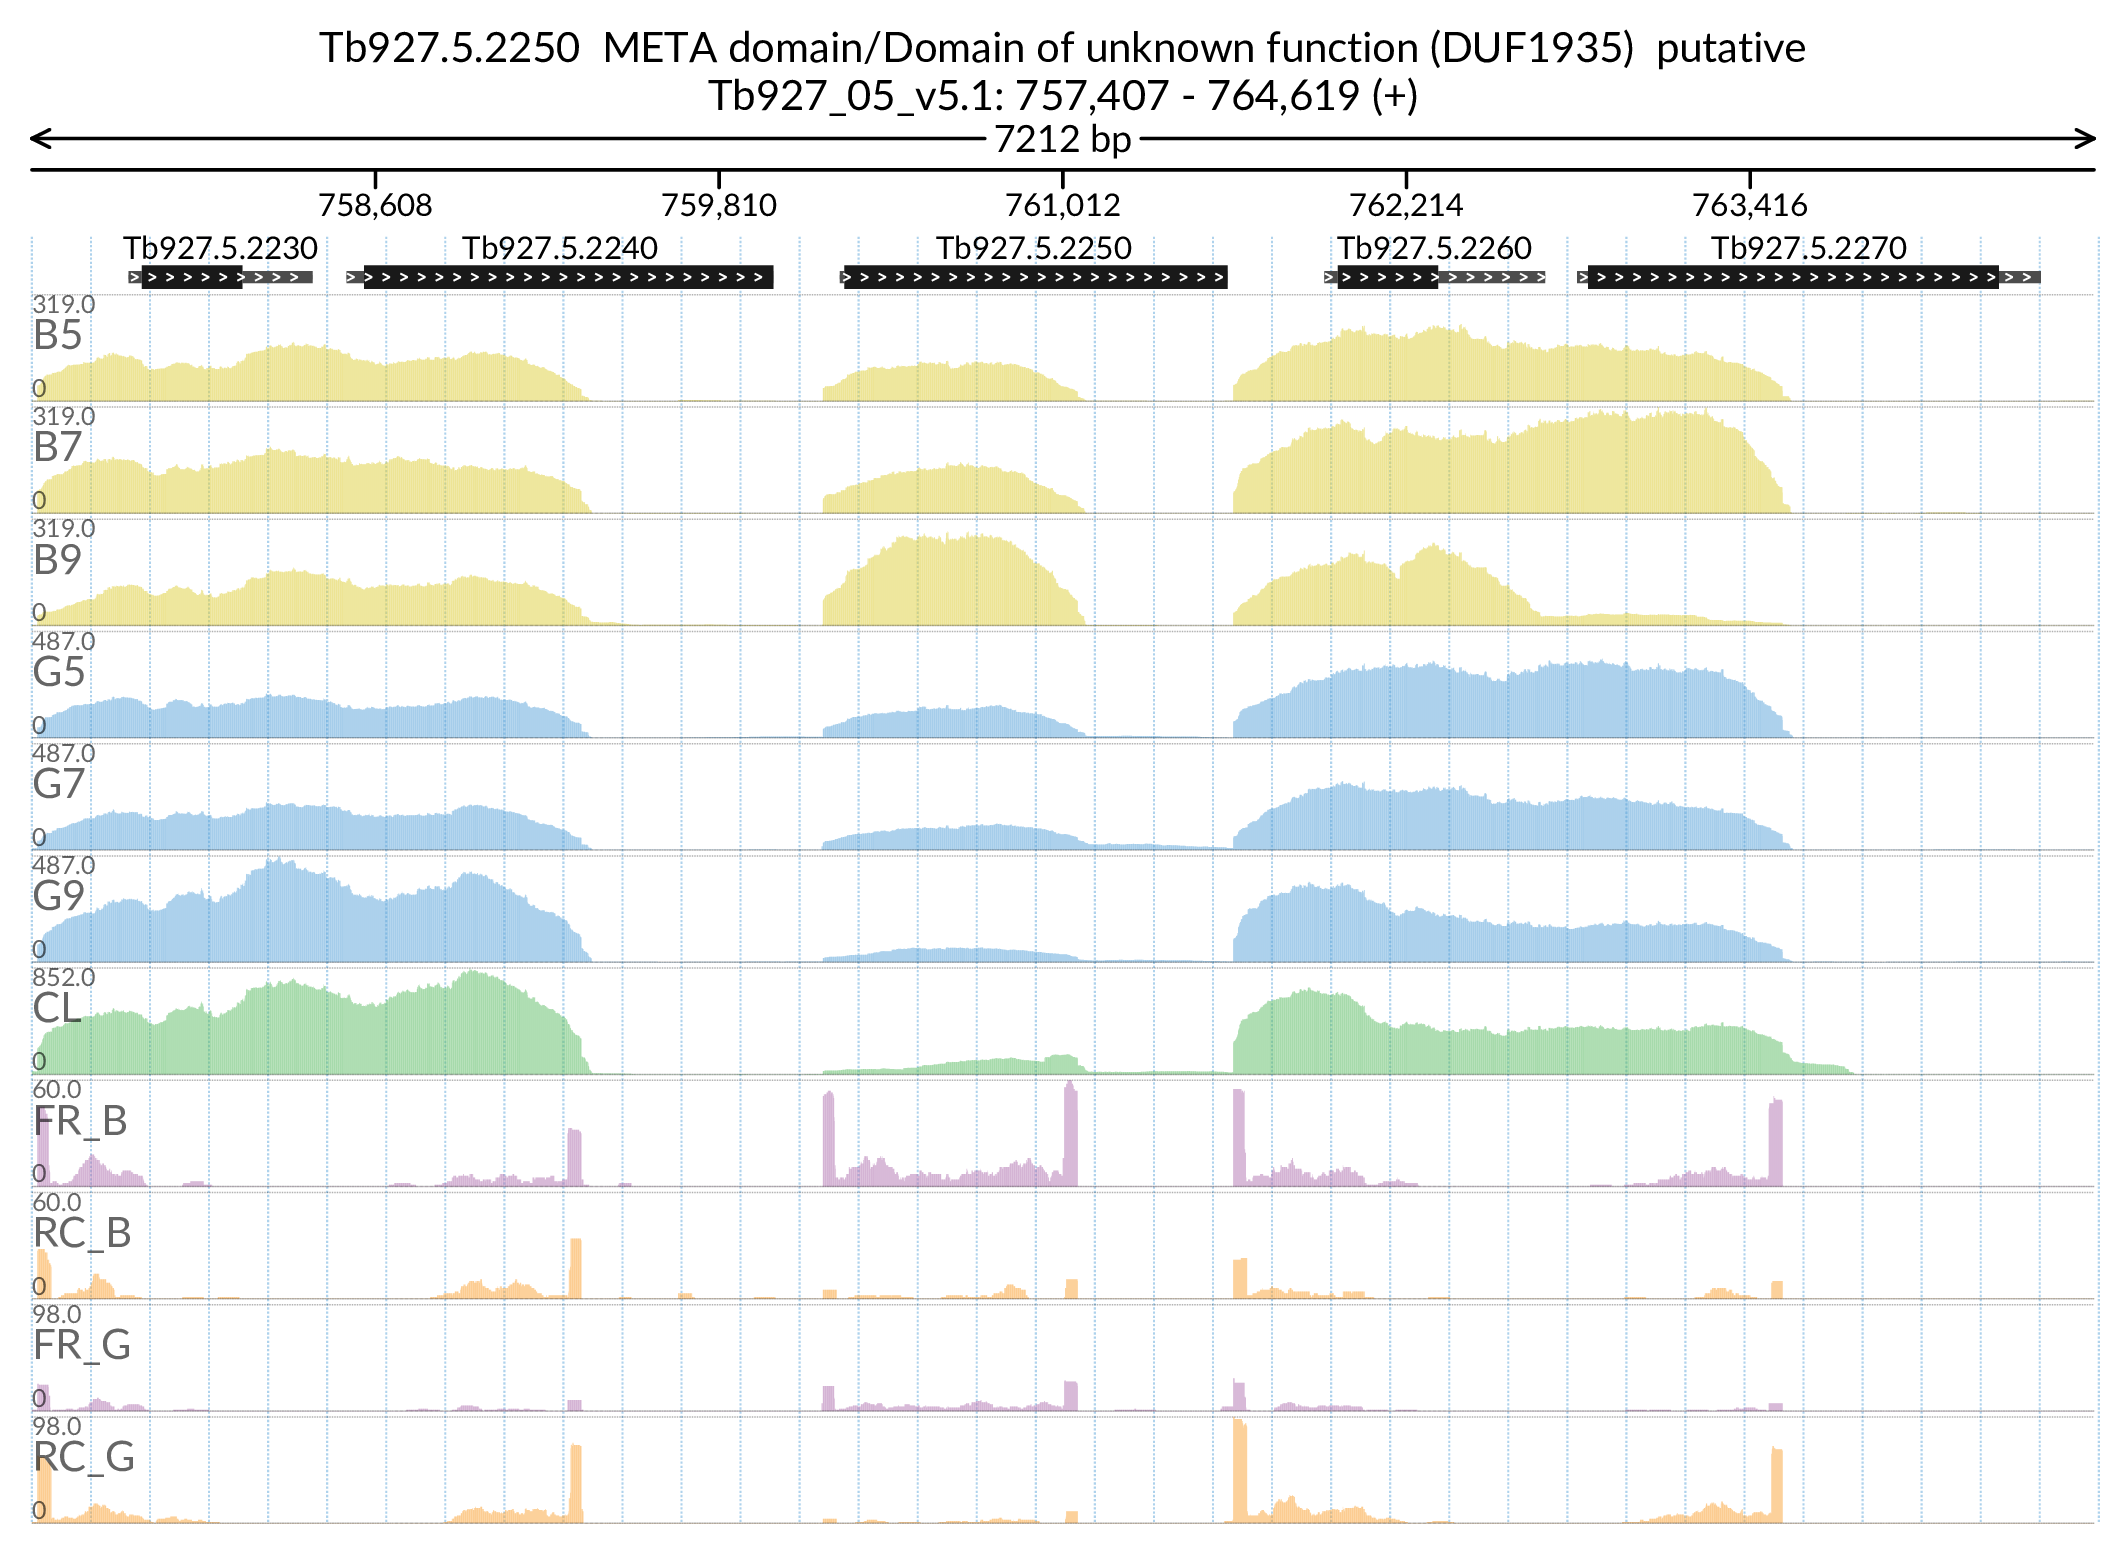 Tb927.5.2250  META domain/Domain of unknown function (DUF1935)  putative
Tb927_05_v5.1: 757,407 - 764,619 (+)
7212 bp
758,608 759,810 761,012 762,214 763,416
Tb927.5.2230 Tb927.5.2240 Tb927.5.2250 Tb927.5.2260 Tb927.5.2270
319.0
B5
0
319.0
B7
0
319.0
B9
0
487.0
G5
0
487.0
G7
0
487.0
G9
0
852.0
CL
0
60.0
FR_B
0
60.0
RC_B
0
98.0
FR_G
0
98.0
RC_G
0